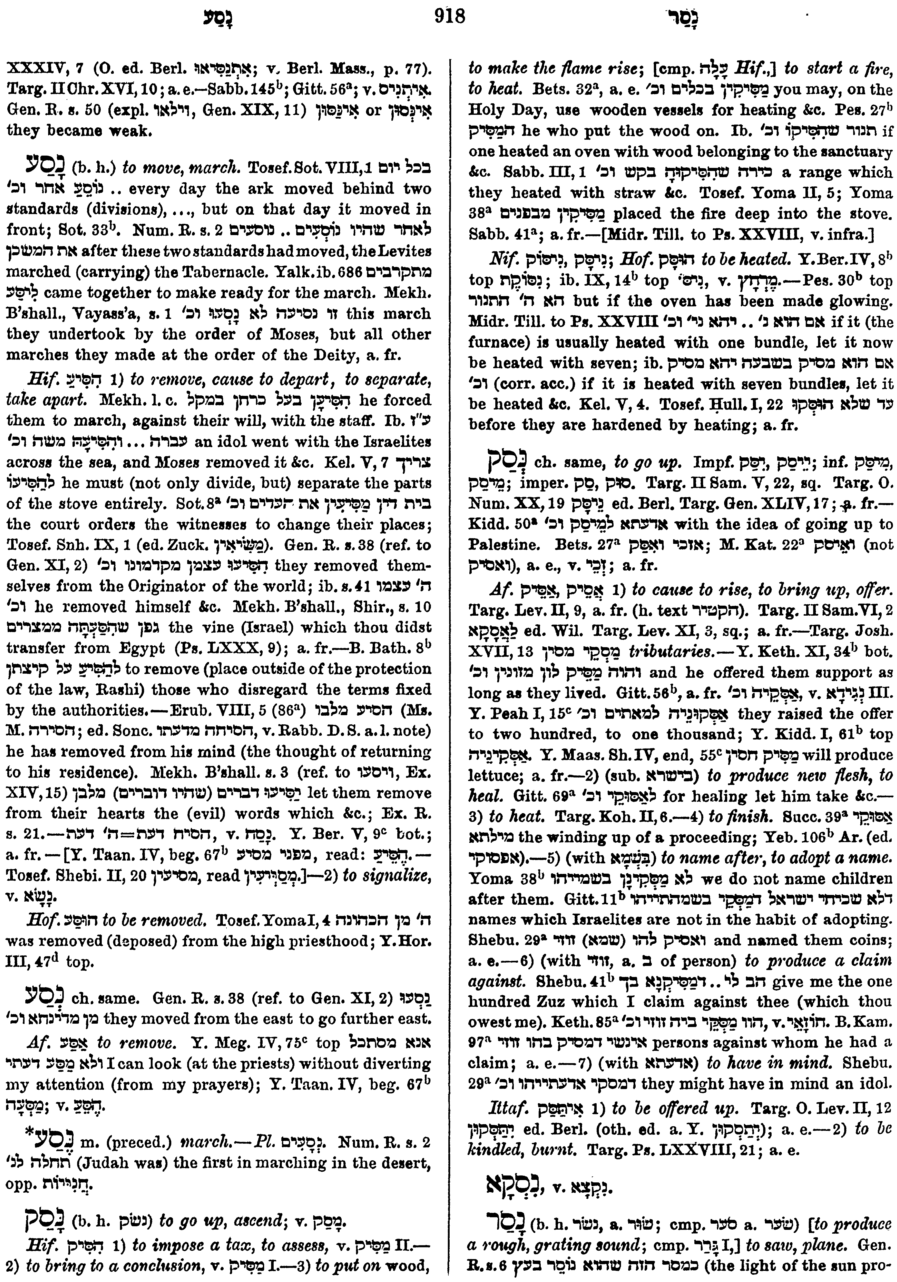 נָסַע 918 נָסַר
XXXIV, 7 (O. ed. Berl. אִתְנְסִיאוּ; v. Berl. Mass., p. 77).
Targ. II Chr. XVI, 10; a. e.—Sabb. 145ᵇ; Gitt. 56ᵃ; v. אִיתְּנִיס.
Gen. R. s. 50 (expl. וילאו, Gen. XIX, 11) אִינְּסוּן or אִינְסוּן
they became weak.
נָסַע (b. h.) to move, march. Tosef. Sot. VIII, 1 בכל יום
נוֹסֵעַ אחר וכ' .. every day the ark moved behind two
standards (divisions), ..., but on that day it moved in
front; Sot. 33ᵇ. Num. R. s. 2 לאחר שהיו נוֹסְעִים .. נוסעים
את המשכן after these two standards had moved, the Levites
marched (carrying) the Tabernacle. Yalk. ib. 686 מתקרבים
לִיסַּע came together to make ready for the march. Mekh.
B'shall., Vayass'a, s. 1 זו נסיעה לא נָסְעוּ וכ' this march
they undertook by the order of Moses, but all other
marches they made at the order of the Deity, a. fr.
Hif. הִסִּיעַ 1) to remove, cause to depart, to separate,
take apart. Mekh. l. c. הִסִּיעָן בעל כרחן במקל he forced
them to march, against their will, with the staff. Ib. ע"ז
עברה ... וְהִסִּיעָהּ משה וכ' an idol went with the Israelites
across the sea, and Moses removed it &c. Kel. V, 7 צריך
לְהַסִּיעוֹ he must (not only divide, but) separate the parts
of the stove entirely. Sot. 8ᵃ בית דין מַסִּיעִין את העדים וכ'
the court orders the witnesses to change their places;
Tosef. Snh. IX, 1 (ed. Zuck. מַשִּׂיאִין). Gen. R. s. 38 (ref. to
Gen. XI, 2) הִסִּיעוּ עצמן מקדמונו וכ' they removed them-
selves from the Originator of the world; ib. s. 41 ה' עצמו
וכ' he removed himself &c. Mekh. B'shall., Shir., s. 10
גפן שהִסַּעְתָּהּ ממצרים the vine (Israel) which thou didst
transfer from Egypt (Ps. LXXX, 9); a. fr.—B. Bath. 8ᵇ
לְהַסִּיעַ על קיצתן to remove (place outside of the protection
of the law, Rashi) those who disregard the terms fixed
by the authorities.—Erub. VIII, 5 (86ᵃ) הסיע מלבו (Ms.
M. הסירה; ed. Sonc. הסיחה מדעתו, v. Rabb. D. S. a. l. note)
he has removed from his mind (the thought of returning
to his residence). Mekh. B'shall. s. 3 (ref. to ויסעו, Ex.
XIV, 15) יַסִּיעוּ דברים (שהיו דוברים) מלבן let them remove
from their hearts the (evil) words which &c.; Ex. R.
s. 21.—ה' דעת=הסיח דעת, v. נָסַח. Y. Ber. V, 9ᶜ bot.;
a. fr.—[Y. Taan. IV, beg. 67ᵇ מפני מסיע, read: הַסִּיעַ.—
Tosef. Shebi. II, 20 מסיעין, read מְסַיְּידִין.]—2) to signalize,
v. נָשָׂא.
Hof. הוּסַּע to be removed. Tosef. Yoma I, 4 ה' מן הכהונה
was removed (deposed) from the high priesthood; Y. Hor.
III, 47ᵈ top.
נְסַע ch. same. Gen. R. s. 38 (ref. to Gen. XI, 2) נְסָעוּ
מן מדינחא וכ' they moved from the east to go further east.
Af. אַסַּע to remove. Y. Meg. IV, 75ᶜ top אנא מסתכל
ולא מַסַּע דעתי I can look (at the priests) without diverting
my attention (from my prayers); Y. Taan. IV, beg. 67ᵇ
מַסְּעָה; v. הַסַּע.
*נֶסַע m. (preced.) march.—Pl. נְסָעִים. Num. R. s. 2
תחלה לנ' (Judah was) the first in marching in the desert,
opp. חֲנָיוֹת.
נָסַק (b. h. נשק) to go up, ascend; v. סָפַק.
Hif. הִסִּיק 1) to impose a tax, to assess, v. מַסִּיק II.—
2) to bring to a conclusion, v. מַסִּיק I.—3) to put on wood,
to make the flame rise; [cmp. עָלָה Hif.,] to start a fire,
to heat. Bets. 32ᵃ, a. e. מַסִּיקִין בכלים וכ' you may, on the
Holy Day, use wooden vessels for heating &c. Pes. 27ᵇ
הַמַּסִּיק he who put the wood on. Ib. תנור שהִסִּיקוֹ וכ' if
one heated an oven with wood belonging to the sanctuary
&c. Sabb. III, 1 כירה שהִסִּיקוּהָ בקש וכ' a range which
they heated with straw &c. Tosef. Yoma II, 5; Yoma
38ᵃ מַסִּיקִין מבפנים placed the fire deep into the stove.
Sabb. 41ᵃ; a. fr.—[Midr. Till. to Ps. XXVIII, v. infra.]
Nif. נִיסּוֹק, נִיסָּק; Hof. הוּסַּק to be heated. Y. Ber. IV, 8ᵇ
top נִסּוֹקֶת; ib. IX, 14ᵇ top נִיס', v. מֶרְחָץ.—Pes. 30ᵇ top
הא ה' התנור but if the oven has been made glowing.
Midr. Till. to Ps. XXVIII אם הוא נ' .. יהא ני' וכ' if it (the
furnace) is usually heated with one bundle, let it now
be heated with seven; ib. אם הוא מסיק בשבעה יהא מסיק
וכ' (corr. acc.) if it is heated with seven bundles, let it
be heated &c. Kel. V, 4. Tosef. Ḥull. I, 22 עד שלא הוּסְּקוּ
before they are hardened by heating; a. fr.
נְסַק ch. same, to go up. Impf. יִסַּק, יִיסַּק; inf. מִיסַּק,
מִיסַק; imper. סוּק, סַק. Targ. II Sam. V, 22, sq. Targ. O.
Num. XX, 19 נִיסַּק ed. Berl. Targ. Gen. XLIV, 17; a. fr.—
Kidd. 50ᵃ אדעתא לְמֵיסַק וכ' with the idea of going up to
Palestine. Bets. 27ᵃ אזכי ואֶסַּק; M. Kat. 22ᵃ ואיסק (not
ואסיק), a. e., v. זְכֵי; a. fr.
Af. אַסֵּיק, אַסִּיק 1) to cause to rise, to bring up, offer.
Targ. Lev. II, 9, a. fr. (h. text הקטיר). Targ. II Sam. VI, 2
לְאַסָּקָא ed. Wil. Targ. Lev. XI, 3, sq.; a. fr.—Targ. Josh.
XVII, 13 מַסְּקֵי מסין tributaries.—Y. Keth. XI, 34ᵇ bot.
והוה מַסִּיק לון מזונין וכ' and he offered them support as
long as they lived. Gitt. 56ᵇ, a. fr. אַסְּקֵיהּ וכ', v. נְגִידָא III.
Y. Peah I, 15ᶜ אַסְּקוּנֵיהּ למאתים וכ' they raised the offer
to two hundred, to one thousand; Y. Kidd. I, 61ᵇ top
אַסְּקִינֵיהּ. Y. Maas. Sh. IV, end, 55ᶜ מַסִּיק חסין will produce
lettuce; a. fr.—2) (sub. בישרא) to produce new flesh, to
heal. Gitt. 69ᵃ לְאַסּוּקֵי וכ' for healing let him take &c.—
3) to heat. Targ. Koh. II, 6.—4) to finish. Succ. 39ᵃ אַסּוּקֵי
מילתא the winding up of a proceeding; Yeb. 106ᵇ Ar. (ed.
אפסוקי).—5) (with בִּשְׁמָא) to name after, to adopt a name.
Yoma 38ᵇ לא מַסְּקִינַן בשמייהו we do not name children
after them. Gitt. 11ᵇ דלא שכיחי ישראל דמַסְּקֵי בשמהתייהו
names which Israelites are not in the habit of adopting.
Shebu. 29ᵃ ואסיק להו (שמא) זוזי and named them coins;
a. e.—6) (with זוזי, a. ב of person) to produce a claim
against. Shebu. 41ᵇ הב לי .. דמַסֵּיקְנָא בך give me the one
hundred Zuz which I claim against thee (which thou
owest me). Keth. 85ᵃ הוו מַסְּקֵי ביה זוזי וכ', v. חוֹזָאֵי. B. Kam.
97ᵃ אינשי דמסיק בהו זוזי persons against whom he had a
claim; a. e.—7) (with אדעתא) to have in mind. Shebu.
29ᵃ דמסקי אדעתייהו וכ' they might have in mind an idol.
Ittaf. אִיתַּסַּק 1) to be offered up. Targ. O. Lev. II, 12
יִתַּסְּקוּן ed. Berl. (oth. ed. a. Y. יִתְסְקוּן); a. e.—2) to be
kindled, burnt. Targ. Ps. LXXVIII, 21; a. e.
נִסְקָא, v. נִקְצָא.
נָסַר (b. h. נשׂר, a. שׂוּר; cmp. סער a. שׂער) [to produce
a rough, grating sound; cmp. גָּרַר I,] to saw, plane. Gen.
R. s. 6 כמסר הזה שהוא נוֹסֵר בעץ (the light of the sun pro-